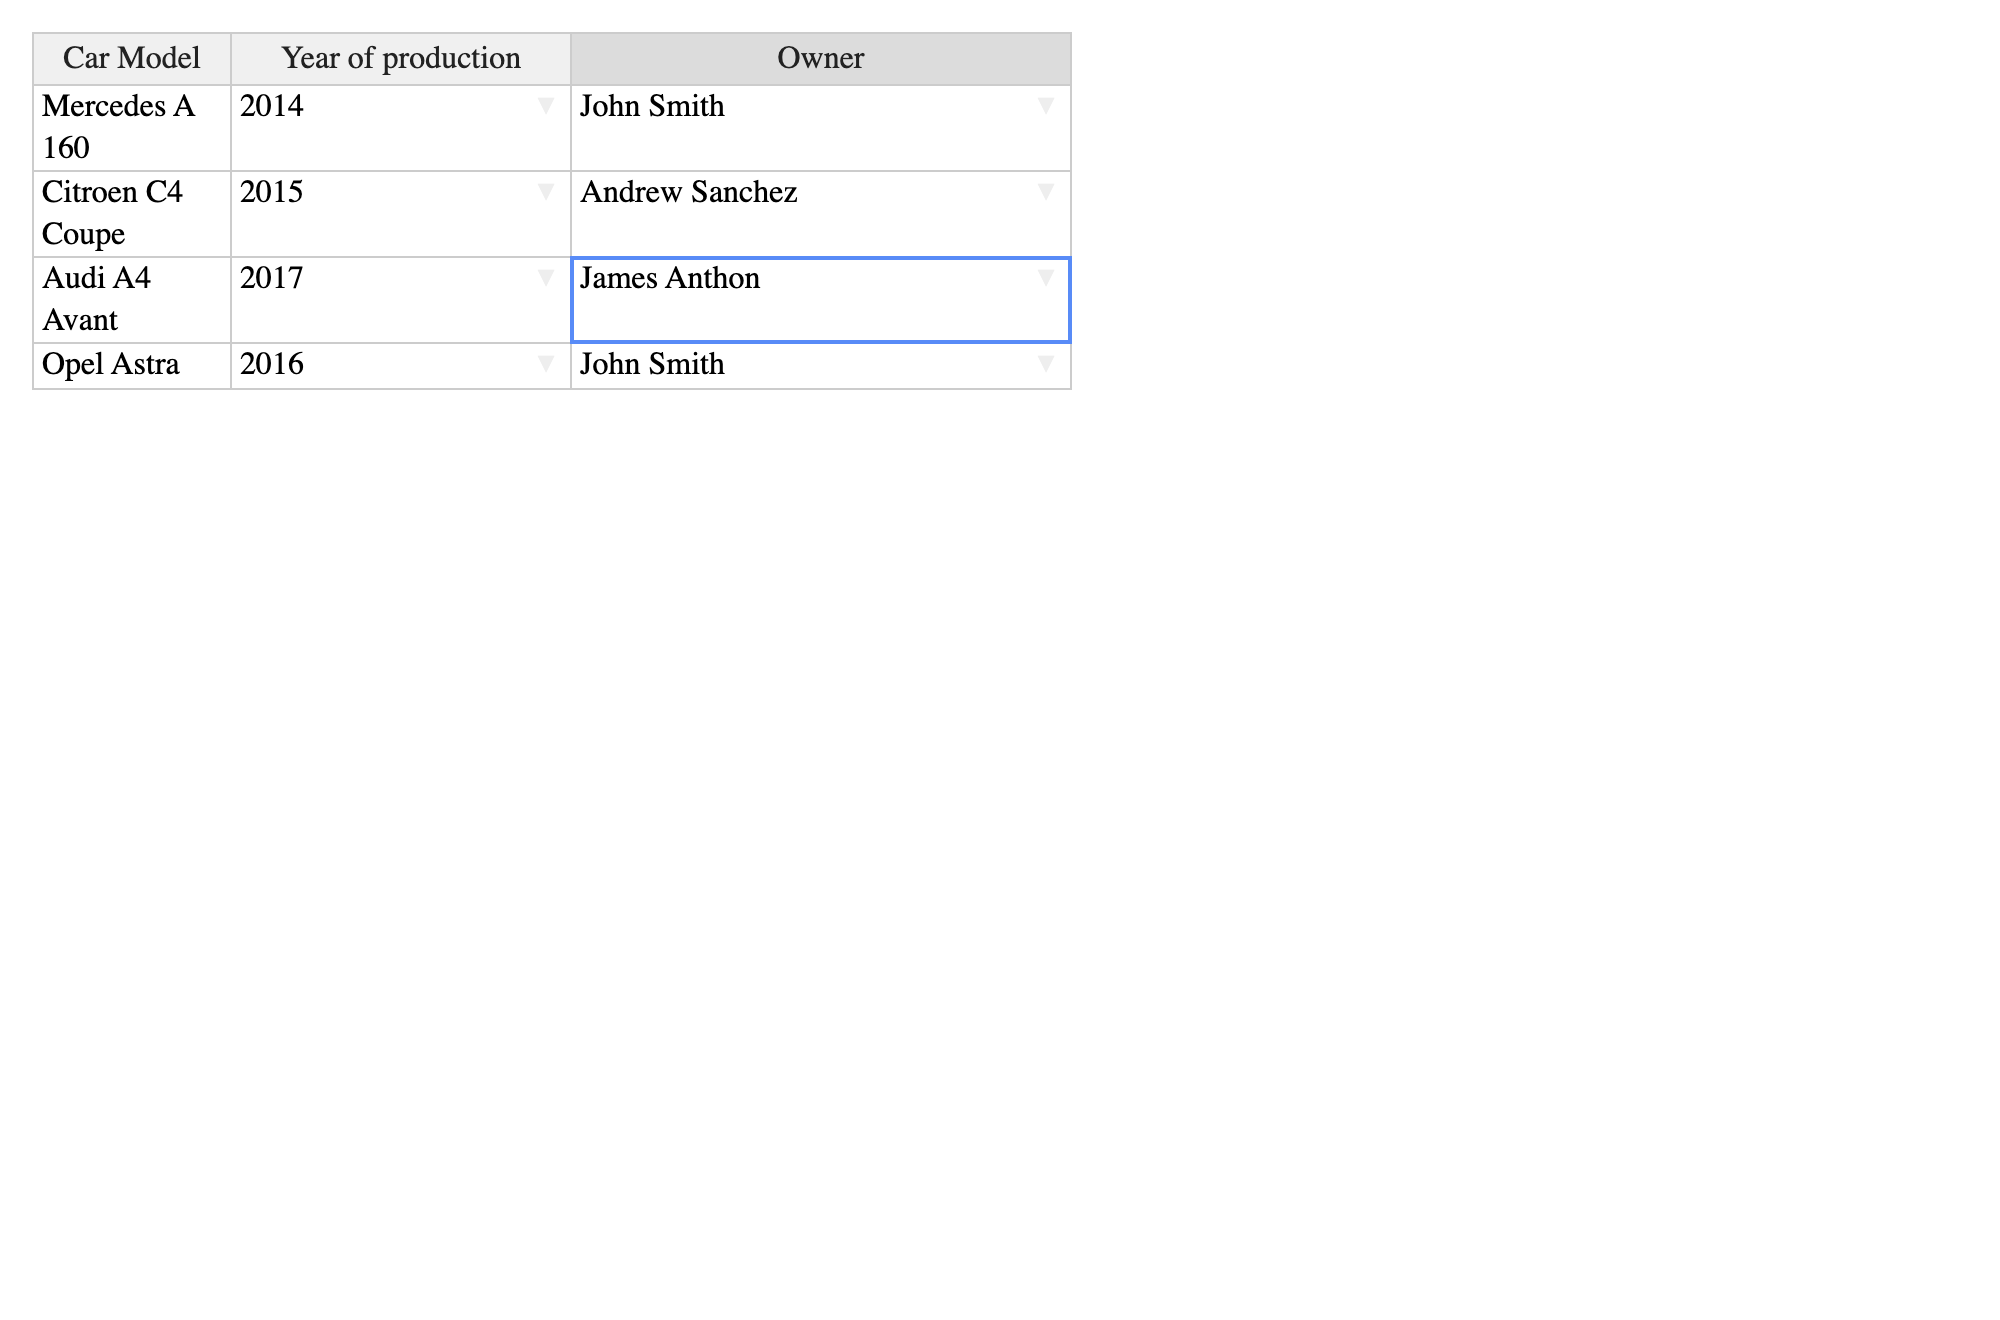 Car Model Year of production Owner
Mercedes A 2014 ▼ John Smith ▼
160
Citroen C4 2015 ▼ Andrew Sanchez ▼
Coupe
Audi A4 2017 ▼ James Anthon ▼
Avant
Opel Astra 2016 ▼ John Smith ▼